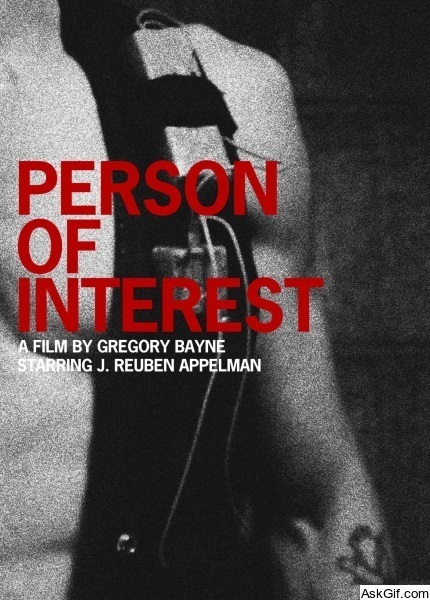 PERSON
OF
INTEREST
A FILM BY GREGORY BAYNE
STARRING J. REUBEN APPELMAN
AskGif.com